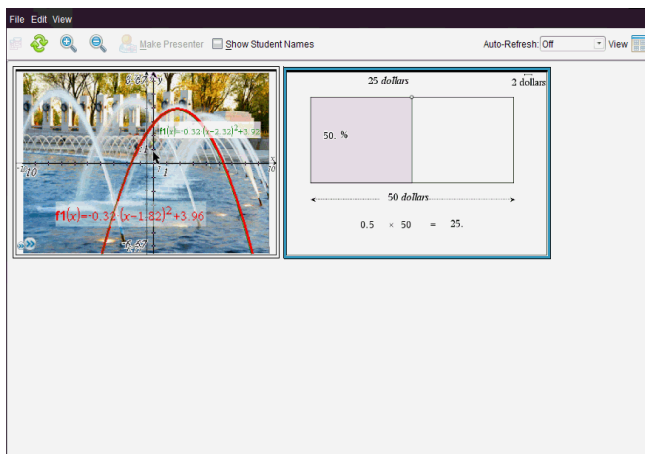 File Edit View
Make Presenter Show Student Names Auto-Refresh: Off View
6.67 y
f1(x)=-0.32·(x-2.32)²+3.92
x
-10 1 10
f1(x)=-0.32·(x-1.82)²+3.96
-6.67
25 dollars 2 dollars
50. %
50 dollars
0.5 × 50 = 25.